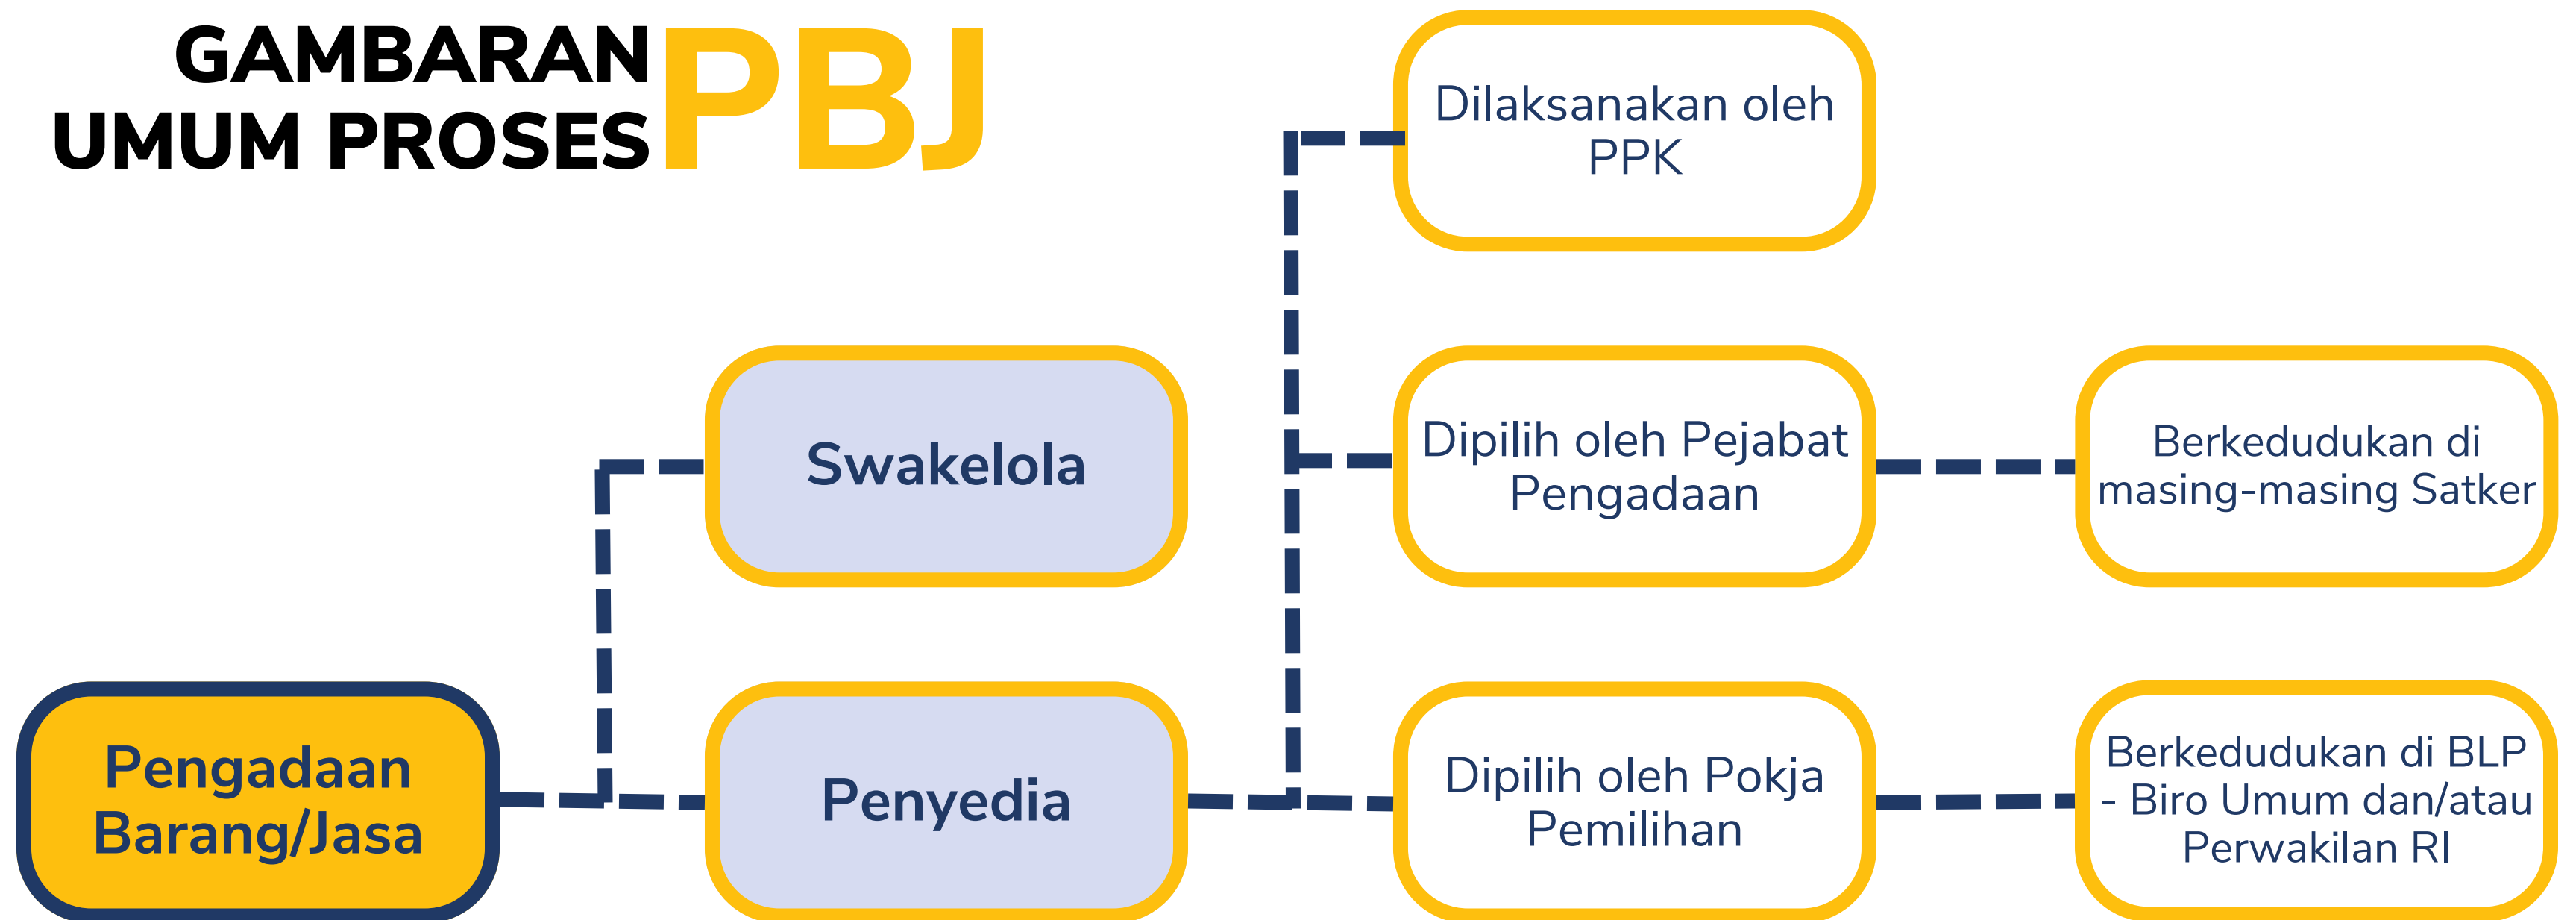 GAMBARAN
UMUM PROSES
PBJ
Dilaksanakan oleh
PPK
Swakelola
Dipilih oleh Pejabat
Pengadaan
Berkedudukan di
masing-masing Satker
Pengadaan
Barang/Jasa
Penyedia
Dipilih oleh Pokja
Pemilihan
Berkedudukan di BLP
- Biro Umum dan/atau
Perwakilan RI